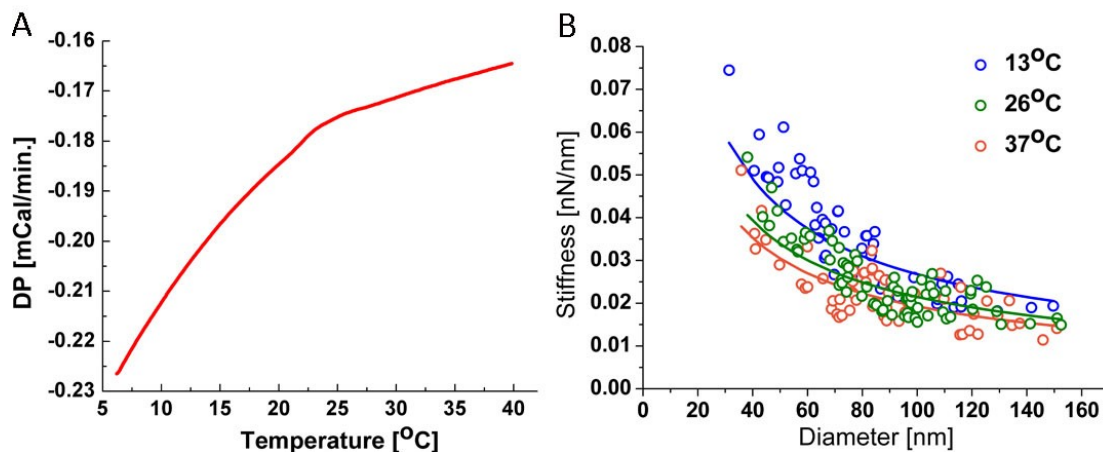 A
-0.16
-0.17
-0.18
-0.19
-0.20
-0.21
-0.22
-0.23
DP [mCal/min.]
5 10 15 20 25 30 35 40
Temperature [°C]
B
0.08
0.07
0.06
0.05
0.04
0.03
0.02
0.01
0.00
Stiffness [nN/nm]
13°C
26°C
37°C
0 20 40 60 80 100 120 140 160
Diameter [nm]